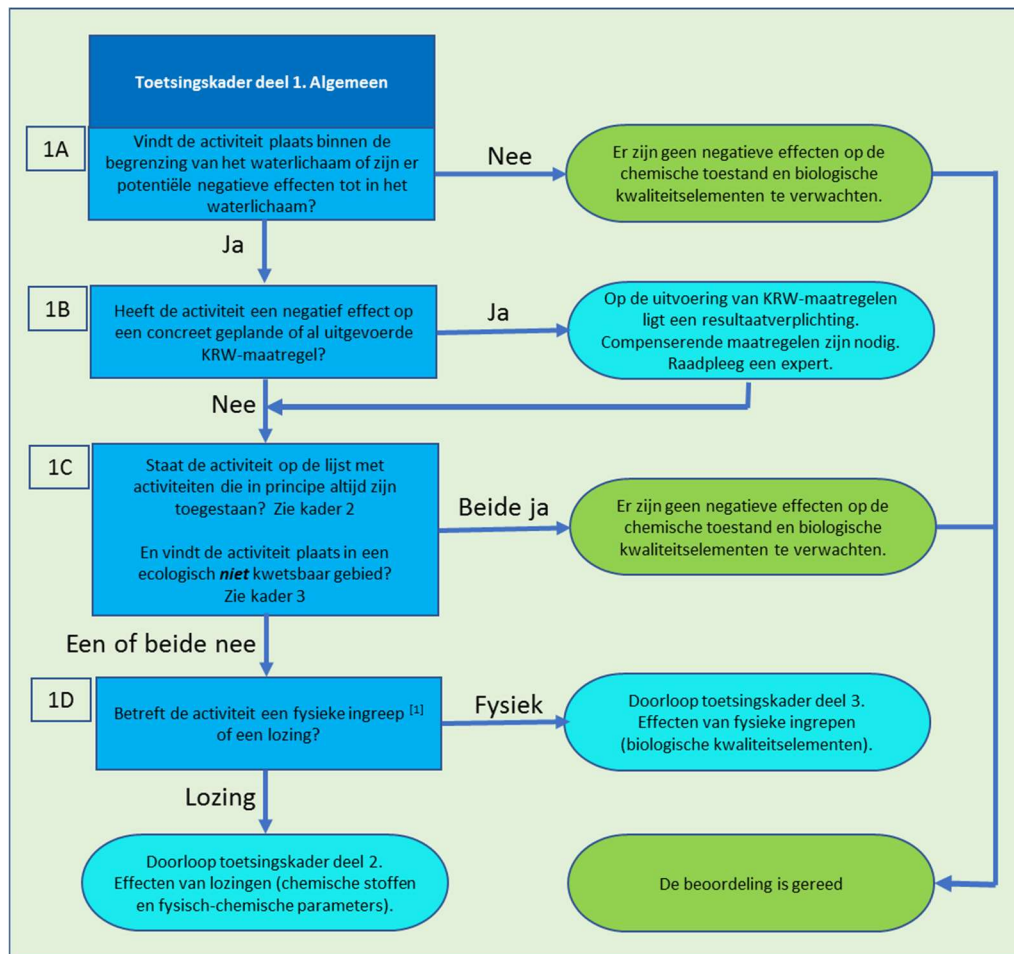 Toetsingskader deel 1. Algemeen
1A
Vindt de activiteit plaats binnen de
begrenzing van het waterlichaam of zijn er
potentiële negatieve effecten tot in het
waterlichaam?
Nee
Er zijn geen negatieve effecten op de
chemische toestand en biologische
kwaliteitselementen te verwachten.
Ja
1B
Heeft de activiteit een negatief effect op
een concreet geplande of al uitgevoerde
KRW-maatregel?
Ja
Op de uitvoering van KRW-maatregelen
ligt een resultaatverplichting.
Compenserende maatregelen zijn nodig.
Raadpleeg een expert.
Nee
1C
Staat de activiteit op de lijst met
activiteiten die in principe altijd zijn
toegestaan? Zie kader 2
En vindt de activiteit plaats in een
ecologisch niet kwetsbaar gebied?
Zie kader 3
Beide ja
Er zijn geen negatieve effecten op de
chemische toestand en biologische
kwaliteitselementen te verwachten.
Een of beide nee
1D
Betreft de activiteit een fysieke ingreep [1]
of een lozing?
Fysiek
Doorloop toetsingskader deel 3.
Effecten van fysieke ingrepen
(biologische kwaliteitselementen).
Lozing
Doorloop toetsingskader deel 2.
Effecten van lozingen (chemische stoffen
en fysisch-chemische parameters).
De beoordeling is gereed